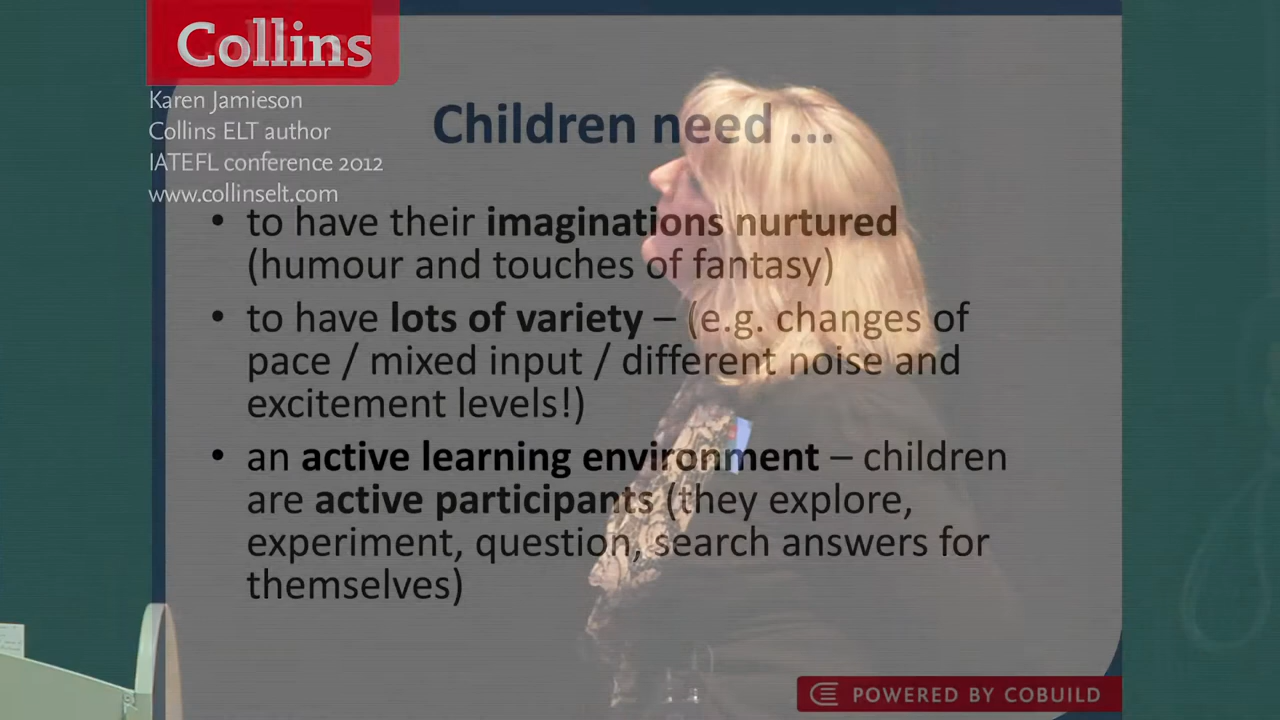 Collins
Karen Jamieson
Collins ELT author
IATEFL conference 2012
www.collinselt.com
Children need ...
• to have their imaginations nurtured
(humour and touches of fantasy)
• to have lots of variety – (e.g. changes of
pace / mixed input / different noise and
excitement levels!)
• an active learning environment – children
are active participants (they explore,
experiment, question, search answers for
themselves)
POWERED BY COBUILD